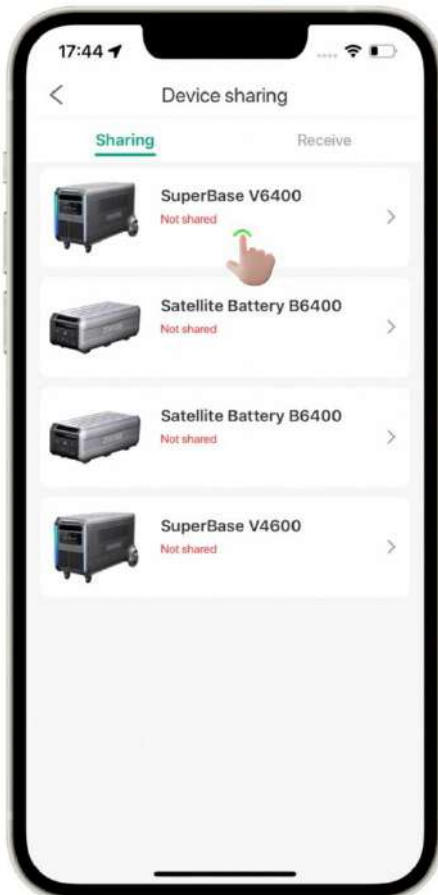 17:44
Device sharing
Sharing Receive
SuperBase V6400
Not shared
Satellite Battery B6400
Not shared
Satellite Battery B6400
Not shared
SuperBase V4600
Not shared